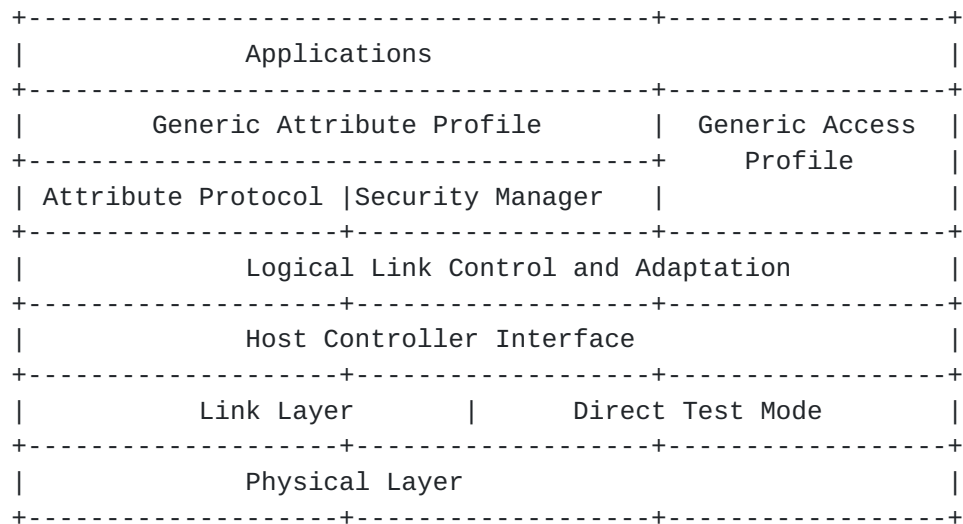 Applications
Generic Attribute Profile | Generic Access
Profile
Attribute Protocol |Security Manager
Logical Link Control and Adaptation
Host Controller Interface
Link Layer | Direct Test Mode
Physical Layer